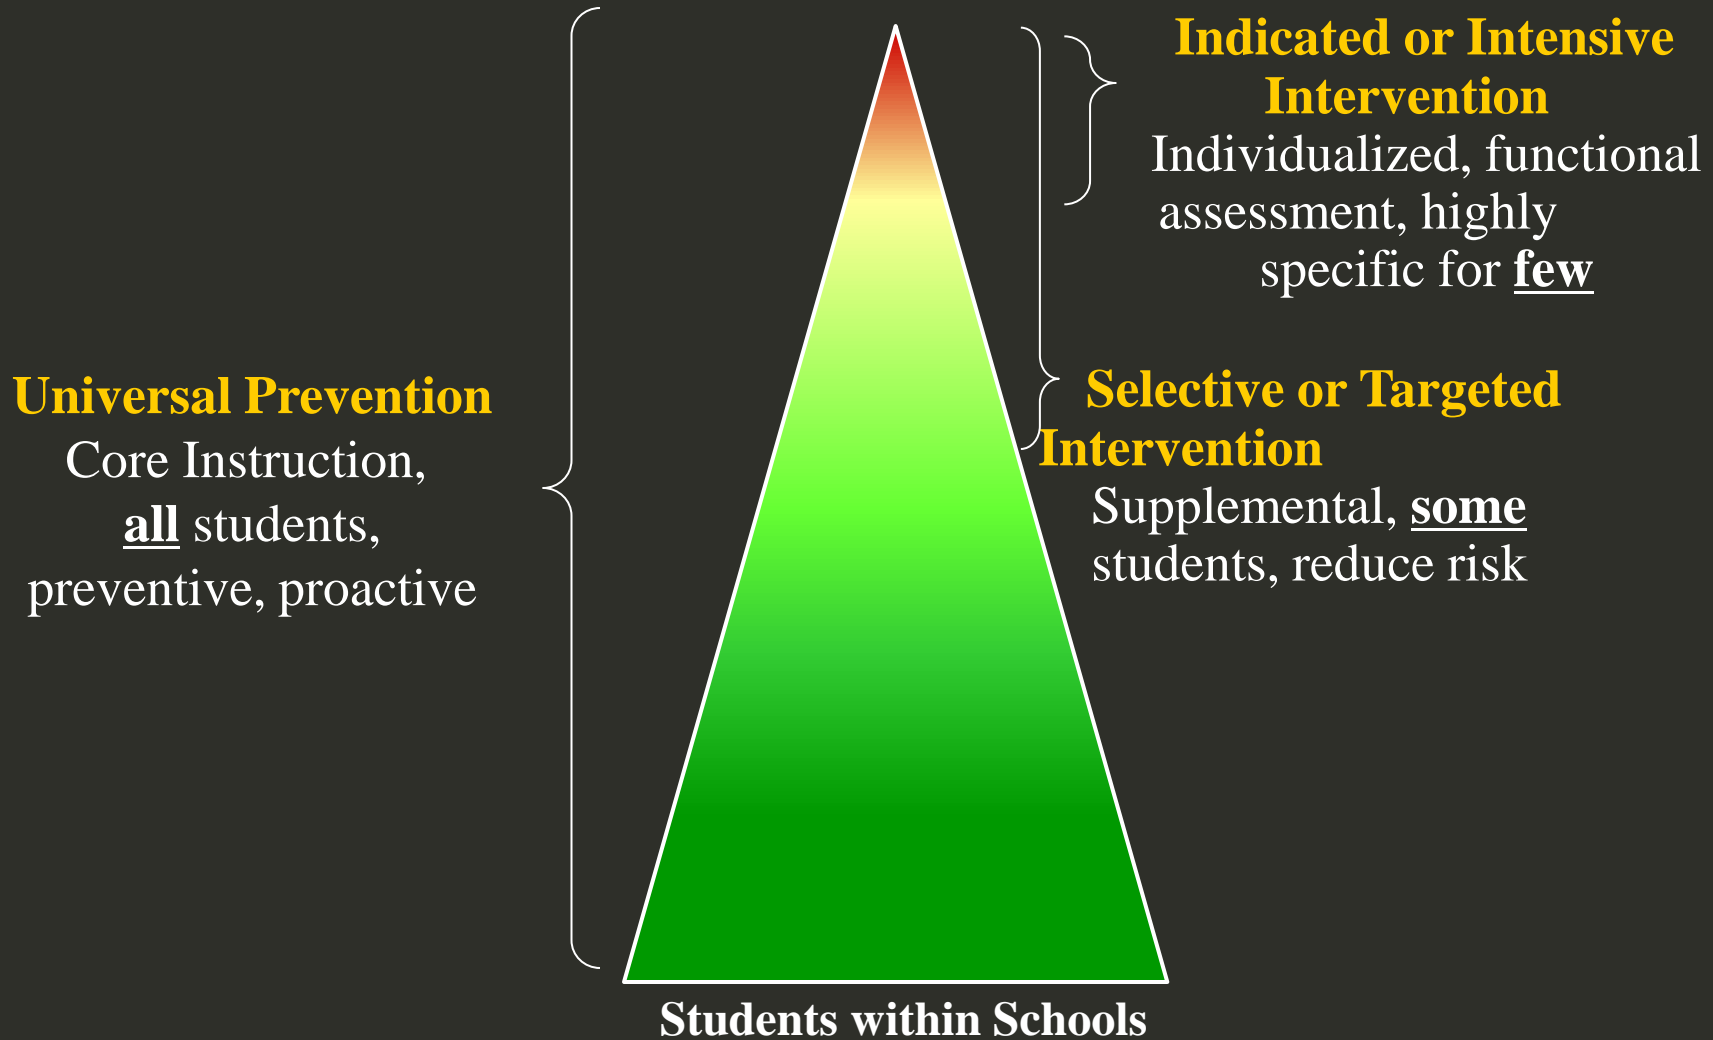 Universal Prevention
Core Instruction,
all students,
preventive, proactive
Indicated or Intensive
Intervention
Individualized, functional
assessment, highly
specific for few
Selective or Targeted
Intervention
Supplemental, some
students, reduce risk
Students within Schools